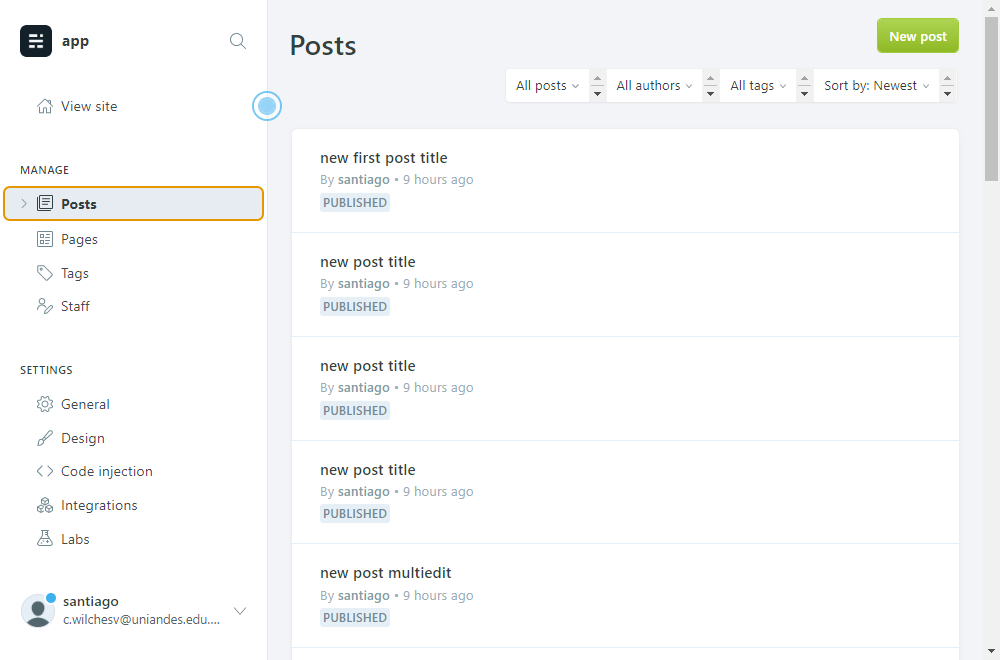 app
View site
MANAGE
Posts
Pages
Tags
Staff
SETTINGS
General
Design
Code injection
Integrations
Labs
santiago
c.wilchesv@uniandes.edu....
Posts
New post
All posts
All authors
All tags
Sort by: Newest
new first post title
By santiago • 9 hours ago
PUBLISHED
new post title
By santiago • 9 hours ago
PUBLISHED
new post title
By santiago • 9 hours ago
PUBLISHED
new post title
By santiago • 9 hours ago
PUBLISHED
new post multiedit
By santiago • 9 hours ago
PUBLISHED